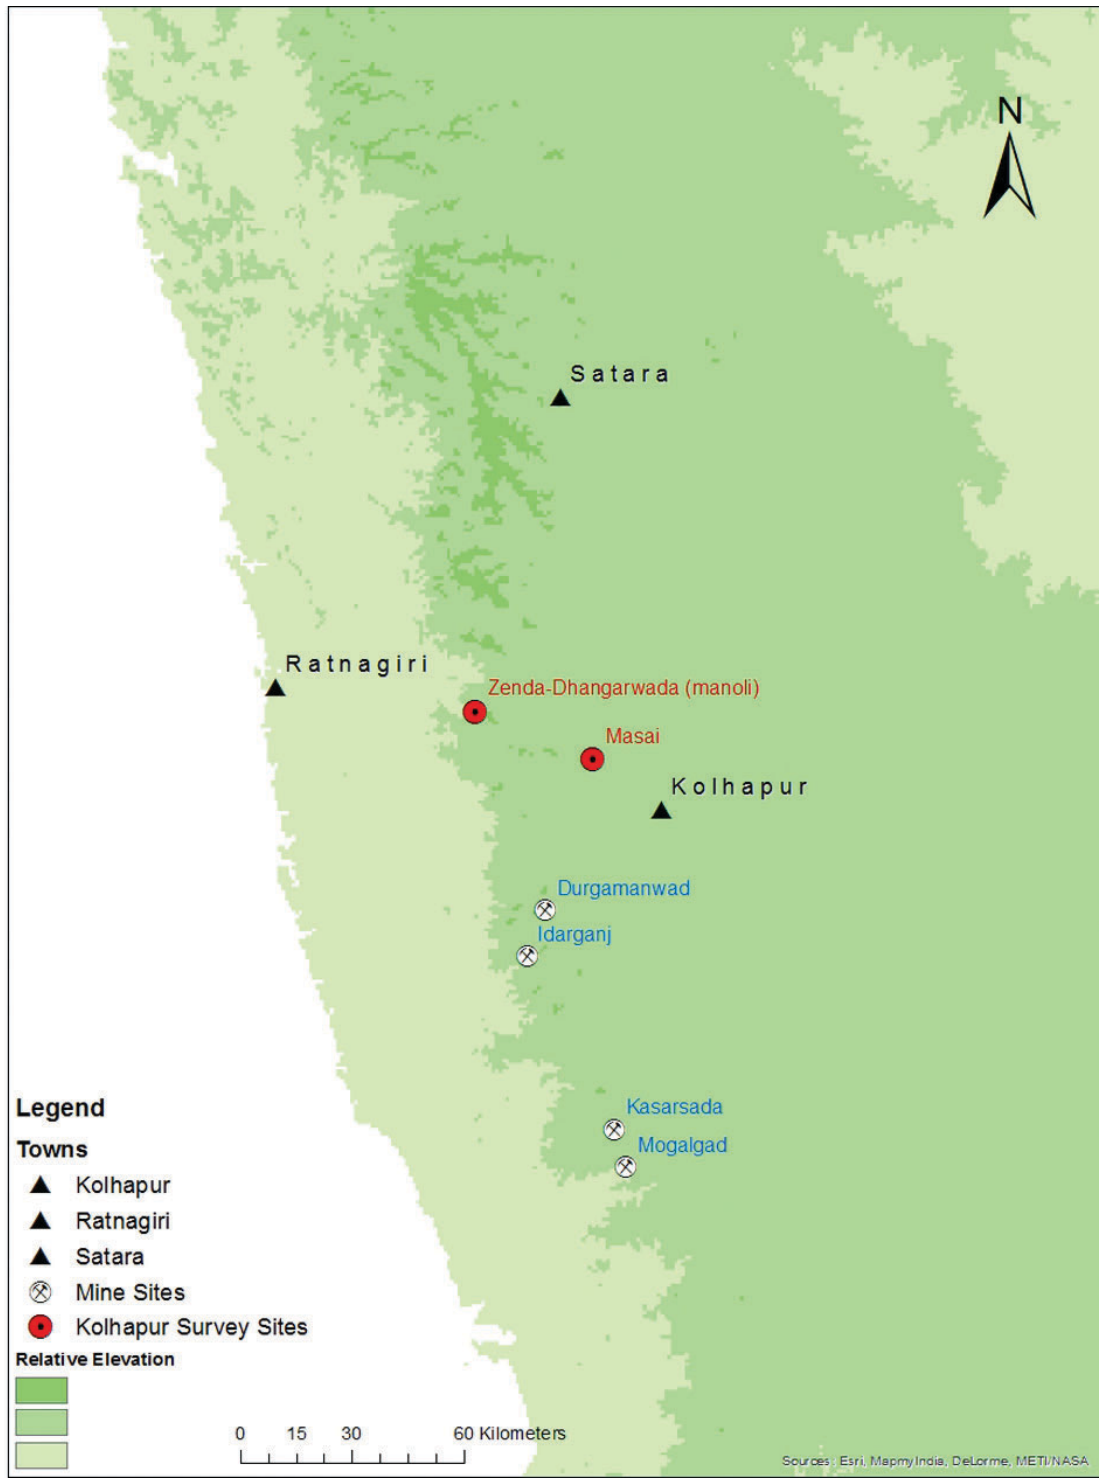 N
Satara
Ratnagiri
Zenda-Dhangarwada (manoli)
Masai
Kolhapur
Durgamanwad
Idarganj
Kasarsada
Mogalgad
Legend
Towns
Kolhapur
Ratnagiri
Satara
Mine Sites
Kolhapur Survey Sites
Relative Elevation
0 15 30 60 Kilometers
Sources: Esri, MapmyIndia, DeLorme, METI/NASA